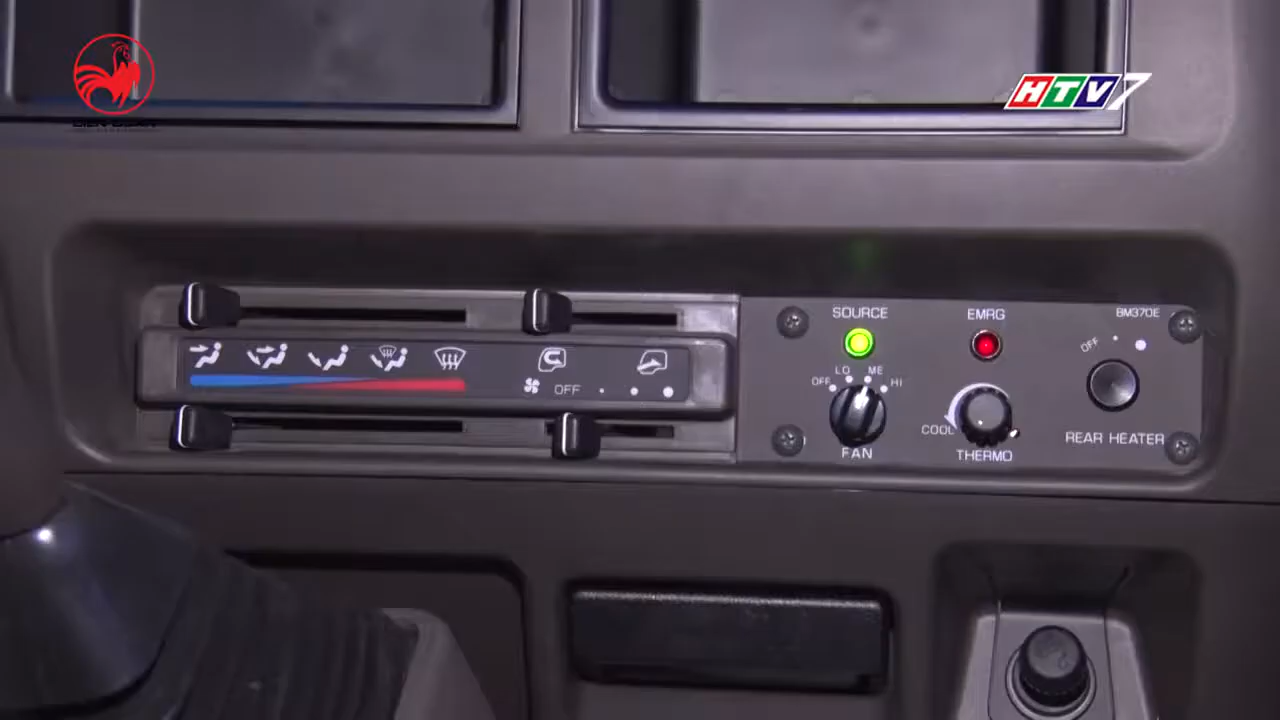 HTV7
SOURCE
EMRG
BM370E
OFF
LO
ME
HI
OFF
OFF
COOL
FAN
THERMO
REAR HEATER